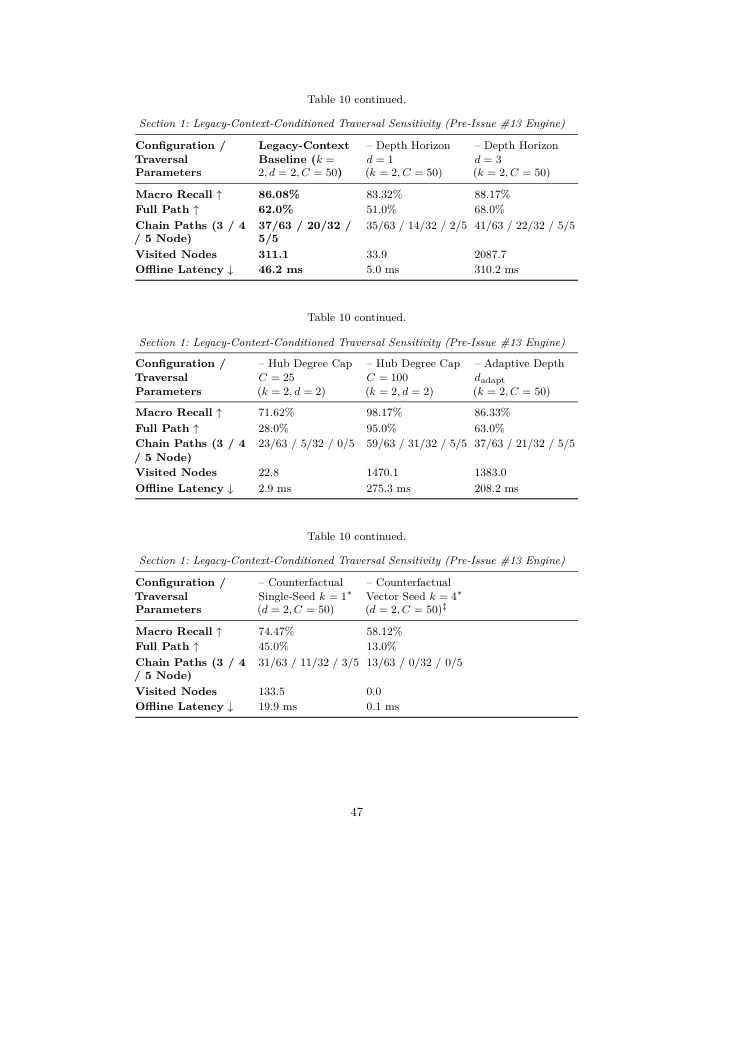 Table 10 continued.
Section 1: Legacy-Context-Conditioned Traversal Sensitivity (Pre-Issue #13 Engine)
Configuration / Traversal Parameters | Legacy-Context Baseline (k = 2, d = 2, C = 50) | – Depth Horizon d = 1 (k = 2, C = 50) | – Depth Horizon d = 3 (k = 2, C = 50)
Macro Recall ↑ | 86.08% | 83.32% | 88.17%
Full Path ↑ | 62.0% | 51.0% | 68.0%
Chain Paths (3 / 4 / 5 Node) | 37/63 / 20/32 / 5/5 | 35/63 / 14/32 / 2/5 | 41/63 / 22/32 / 5/5
Visited Nodes | 311.1 | 33.9 | 2087.7
Offline Latency ↓ | 46.2 ms | 5.0 ms | 310.2 ms
Table 10 continued.
Section 1: Legacy-Context-Conditioned Traversal Sensitivity (Pre-Issue #13 Engine)
Configuration / Traversal Parameters | – Hub Degree Cap C = 25 (k = 2, d = 2) | – Hub Degree Cap C = 100 (k = 2, d = 2) | – Adaptive Depth d_adapt (k = 2, C = 50)
Macro Recall ↑ | 71.62% | 98.17% | 86.33%
Full Path ↑ | 28.0% | 95.0% | 63.0%
Chain Paths (3 / 4 / 5 Node) | 23/63 / 5/32 / 0/5 | 59/63 / 31/32 / 5/5 | 37/63 / 21/32 / 5/5
Visited Nodes | 22.8 | 1470.1 | 1383.0
Offline Latency ↓ | 2.9 ms | 275.3 ms | 208.2 ms
Table 10 continued.
Section 1: Legacy-Context-Conditioned Traversal Sensitivity (Pre-Issue #13 Engine)
Configuration / Traversal Parameters | – Counterfactual Single-Seed k = 1* (d = 2, C = 50) | – Counterfactual Vector Seed k = 4* (d = 2, C = 50)‡
Macro Recall ↑ | 74.47% | 58.12%
Full Path ↑ | 45.0% | 13.0%
Chain Paths (3 / 4 / 5 Node) | 31/63 / 11/32 / 3/5 | 13/63 / 0/32 / 0/5
Visited Nodes | 133.5 | 0.0
Offline Latency ↓ | 19.9 ms | 0.1 ms
47